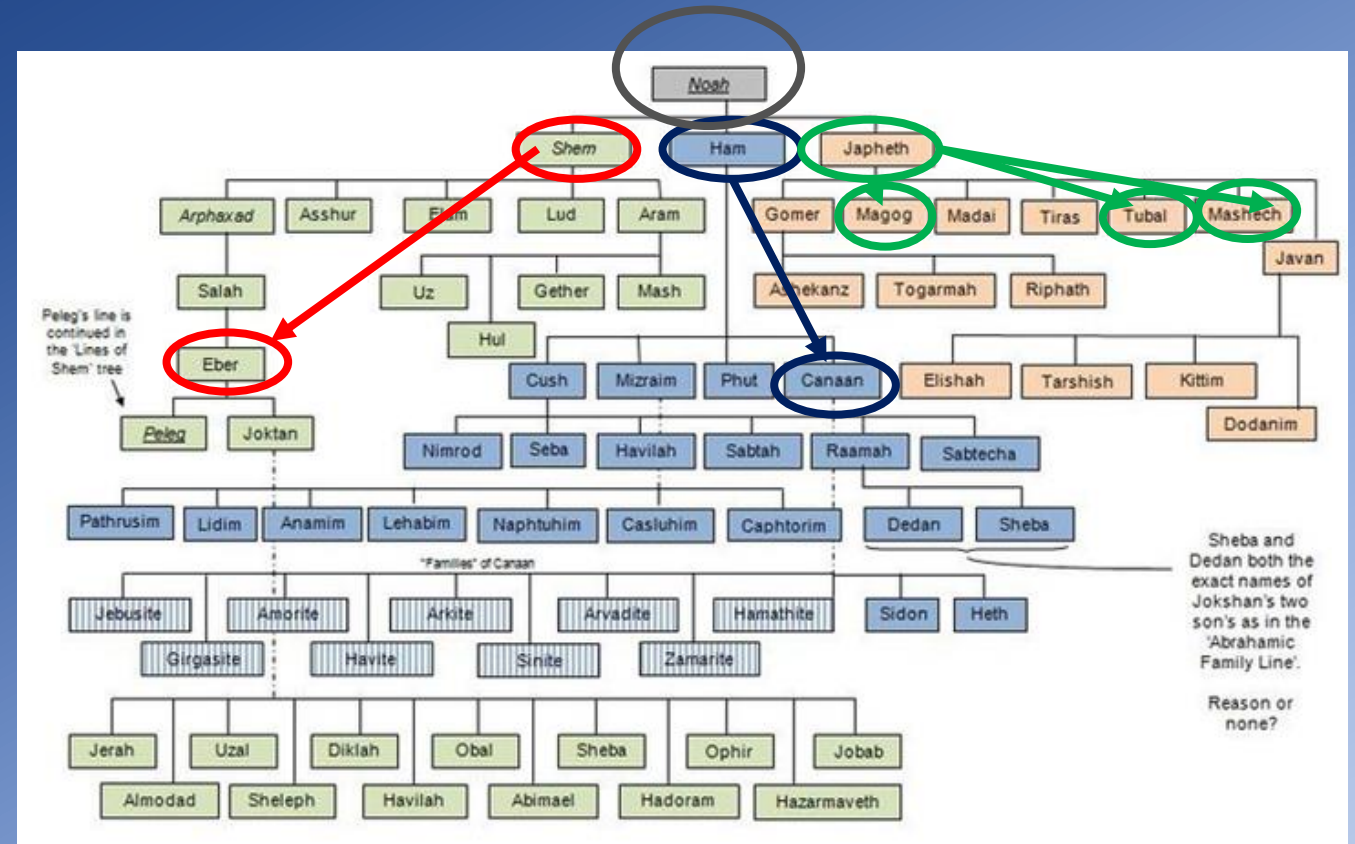 Noah
Shem
Ham
Japheth
Arphaxad
Asshur
Elam
Lud
Aram
Gomer
Magog
Madai
Tiras
Tubal
Mashech
Javan
Salah
Uz
Gether
Mash
Ashekanz
Togarmah
Riphath
Peleg's line is
continued in
the 'Lines of
Shem' tree
Hul
Eber
Cush
Mizraim
Phut
Canaan
Elishah
Tarshish
Kittim
Peleg
Joktan
Dodanim
Nimrod
Seba
Havilah
Sabtah
Raamah
Sabtecha
Pathrusim
Lidim
Anamim
Lehabim
Naphtuhim
Casluhim
Caphtorim
Dedan
Sheba
Sheba and
Dedan both the
exact names of
Jokshan's two
son's as in the
'Abrahamic
Family Line'.
Reason or
none?
"Families" of Canaan
Jebusite
Amorite
Arkite
Arvadite
Hamathite
Sidon
Heth
Girgasite
Havite
Sinite
Zamarite
Jerah
Uzal
Diklah
Obal
Sheba
Ophir
Jobab
Almodad
Sheleph
Havilah
Abimael
Hadoram
Hazarmaveth